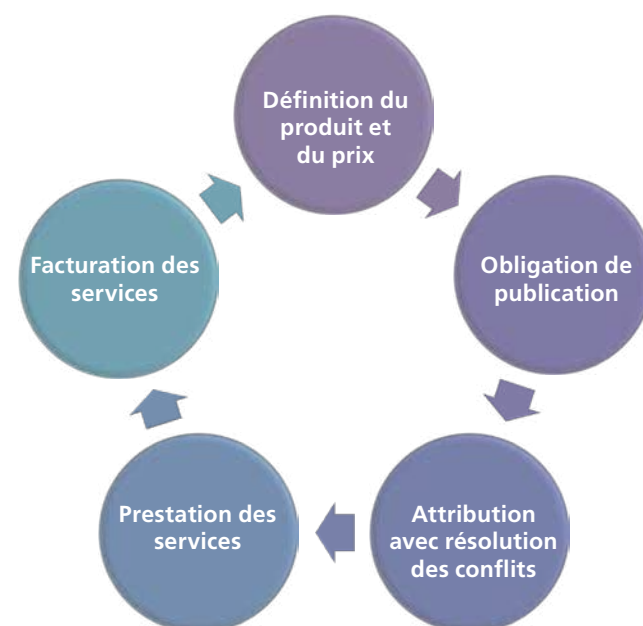 Définition du
produit et
du prix
Obligation de
publication
Attribution
avec résolution
des conflits
Prestation des
services
Facturation des
services